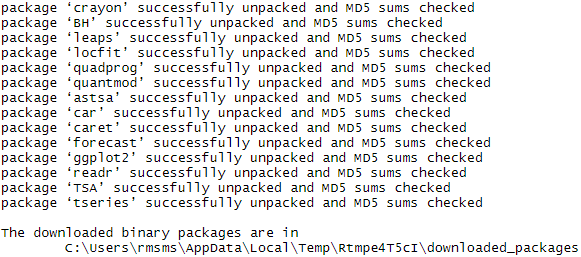 package ‘crayon’ successfully unpacked and MD5 sums checked
package ‘BH’ successfully unpacked and MD5 sums checked
package ‘leaps’ successfully unpacked and MD5 sums checked
package ‘locfit’ successfully unpacked and MD5 sums checked
package ‘quadprog’ successfully unpacked and MD5 sums checked
package ‘quantmod’ successfully unpacked and MD5 sums checked
package ‘astsa’ successfully unpacked and MD5 sums checked
package ‘car’ successfully unpacked and MD5 sums checked
package ‘caret’ successfully unpacked and MD5 sums checked
package ‘forecast’ successfully unpacked and MD5 sums checked
package ‘ggplot2’ successfully unpacked and MD5 sums checked
package ‘readr’ successfully unpacked and MD5 sums checked
package ‘TSA’ successfully unpacked and MD5 sums checked
package ‘tseries’ successfully unpacked and MD5 sums checked
The downloaded binary packages are in
C:\Users\rmsms\AppData\Local\Temp\Rtmpe4T5cI\downloaded_packages